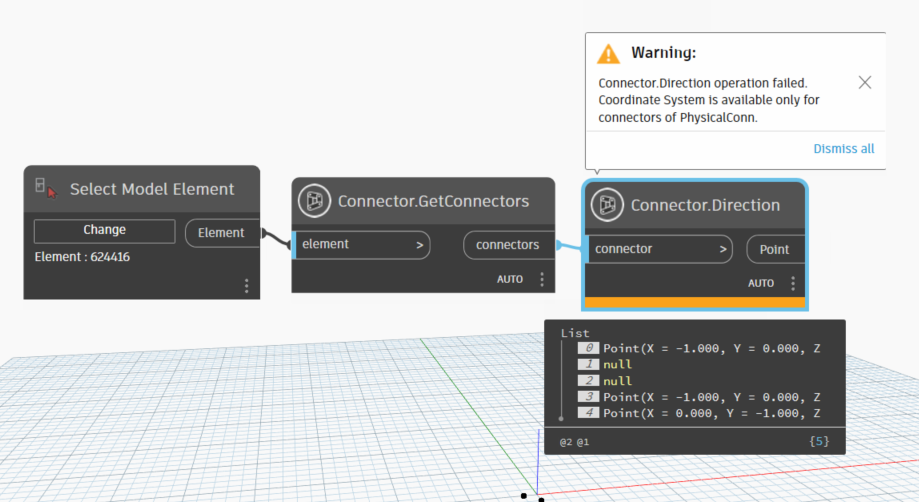 Warning:
Connector.Direction operation failed.
Coordinate System is available only for
connectors of PhysicalConn.
Dismiss all
Select Model Element
Change
Element
Element : 624416
Connector.GetConnectors
element >
connectors
AUTO
Connector.Direction
connector >
Point
AUTO
List
0 Point(X = -1.000, Y = 0.000, Z
1 null
2 null
3 Point(X = -1.000, Y = 0.000, Z
4 Point(X = 0.000, Y = -1.000, Z
@2 @1
{5}